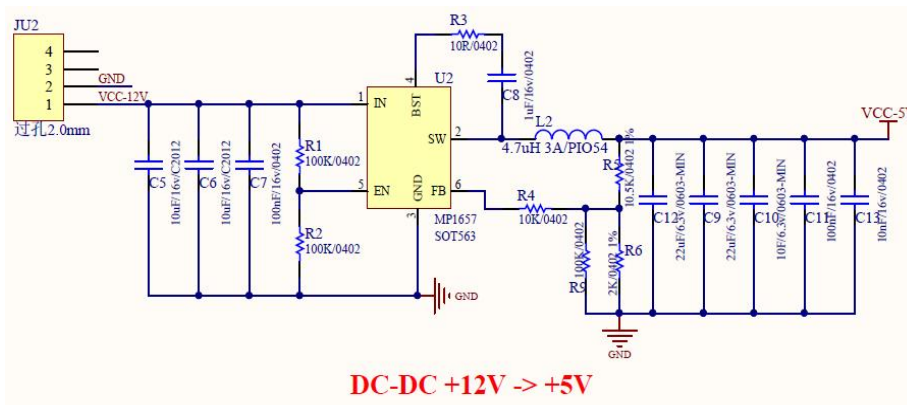 JU2
4
3
2
1
GND
VCC-12V
过孔2.0mm
C5
10uF/16v/C2012
C6
10uF/16v/C2012
C7
100nF/16v/0402
R1
100K/0402
R2
100K/0402
R3
10R/0402
C8
1uF/16v/0402
U2
1
IN
4
BST
SW
2
5
EN
GND
3
FB
6
MP1657
SOT563
GND
L2
4.7uH 3A/PIO54
R4
10K/0402
R5
10.5K/0402 1%
R9
100K/0402
R6
2K/0402 1%
GND
C12
22uF/6.3v/0603-MIN
C9
22uF/6.3v/0603-MIN
C10
10F/6.3v/0603-MIN
C11
100nF/16v/0402
C13
10nF/16v/0402
VCC-5V
DC-DC +12V -> +5V